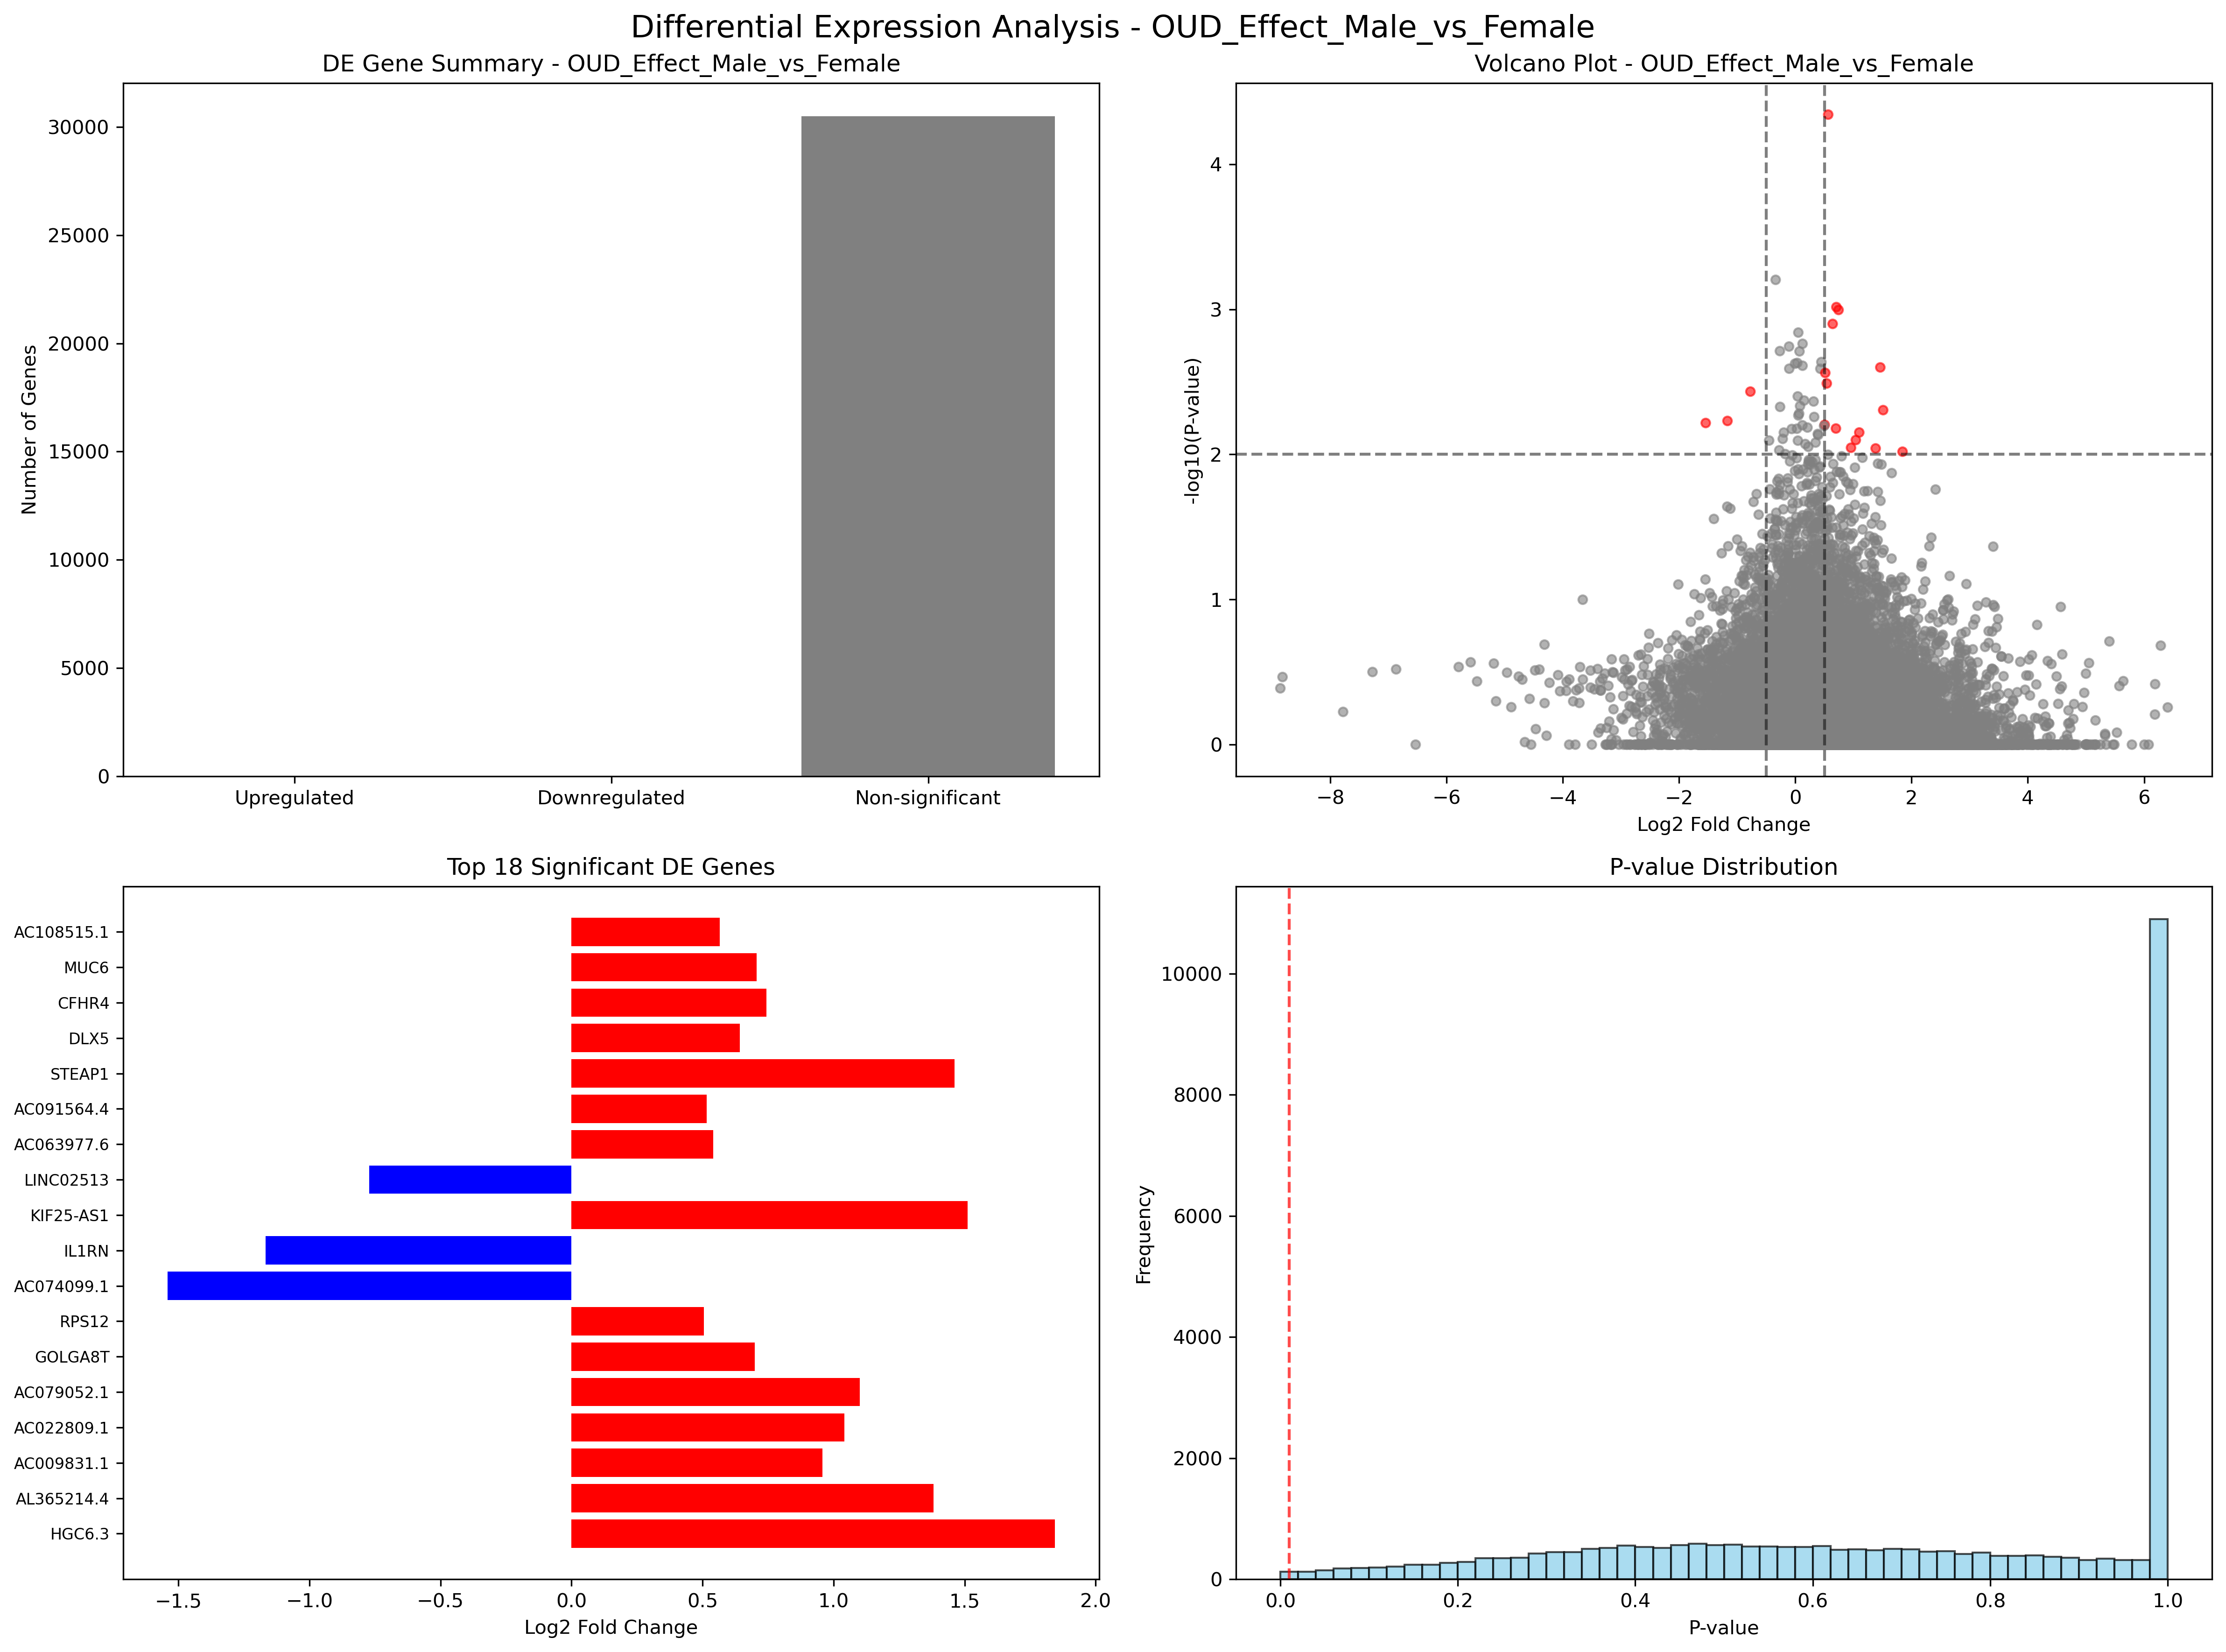 Differential Expression Analysis - OUD_Effect_Male_vs_Female
DE Gene Summary - OUD_Effect_Male_vs_Female
Number of Genes
30000
25000
20000
15000
10000
5000
0
Upregulated
Downregulated
Non-significant
Volcano Plot - OUD_Effect_Male_vs_Female
-log10(P-value)
4
3
2
1
0
−8
−6
−4
−2
0
2
4
6
Log2 Fold Change
Top 18 Significant DE Genes
AC108515.1
MUC6
CFHR4
DLX5
STEAP1
AC091564.4
AC063977.6
LINC02513
KIF25-AS1
IL1RN
AC074099.1
RPS12
GOLGA8T
AC079052.1
AC022809.1
AC009831.1
AL365214.4
HGC6.3
−1.5
−1.0
−0.5
0.0
0.5
1.0
1.5
2.0
Log2 Fold Change
P-value Distribution
Frequency
10000
8000
6000
4000
2000
0
0.0
0.2
0.4
0.6
0.8
1.0
P-value